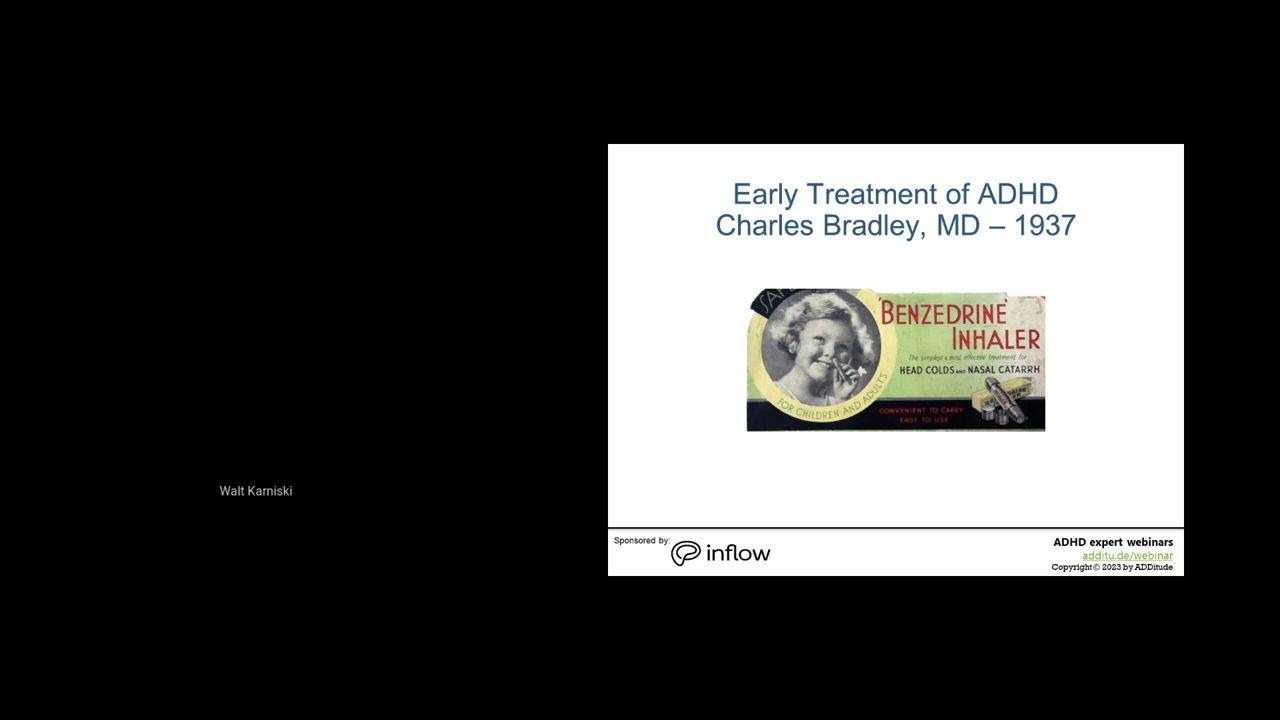 Early Treatment of ADHD
Charles Bradley, MD – 1937
'BENZEDRINE'
INHALER
The simplest & most effective treatment for
HEAD COLDS AND NASAL CATARRH
FOR CHILDREN AND ADULTS
CONVENIENT TO CARRY
EASY TO USE
Walt Karniski
Sponsored by:
inflow
ADHD expert webinars
additu.de/webinar
Copyright © 2023 by ADDitude